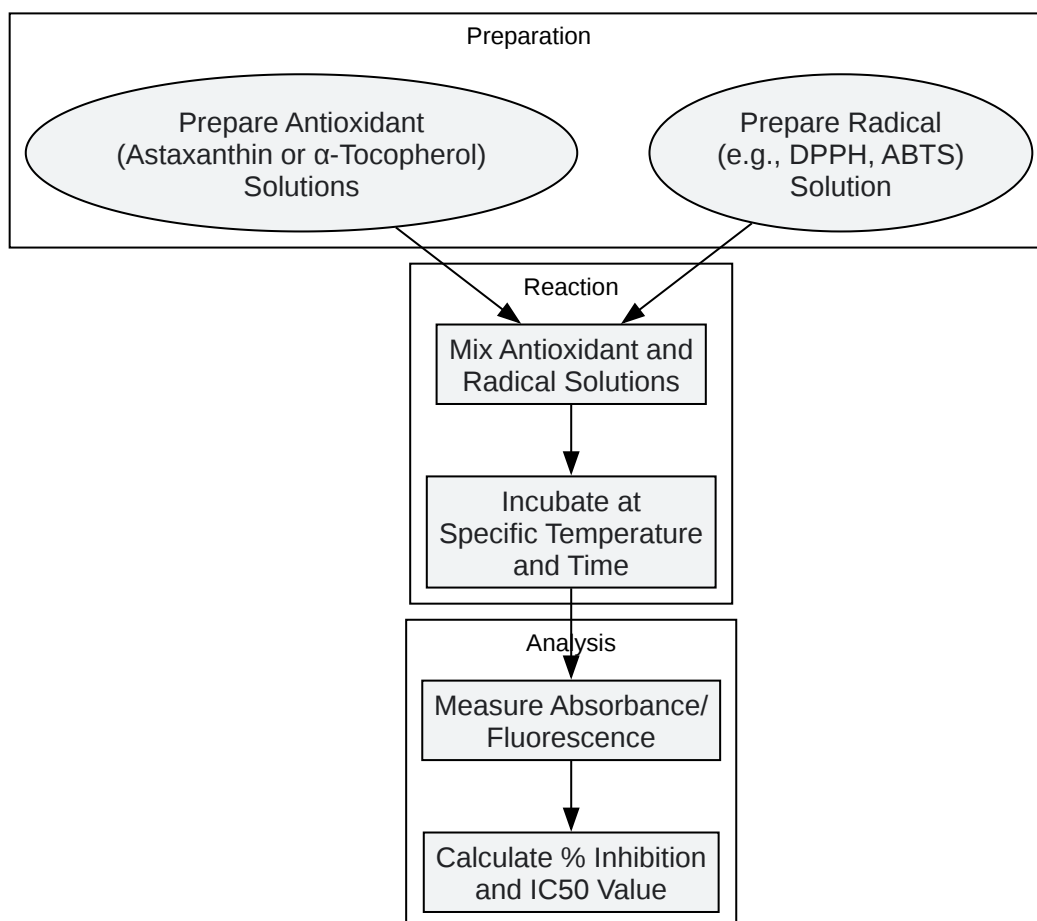 Preparation
Prepare Antioxidant
(Astaxanthin or α-Tocopherol)
Solutions
Prepare Radical
(e.g., DPPH, ABTS)
Solution
Reaction
Mix Antioxidant and
Radical Solutions
Incubate at
Specific Temperature
and Time
Analysis
Measure Absorbance/
Fluorescence
Calculate % Inhibition
and IC50 Value